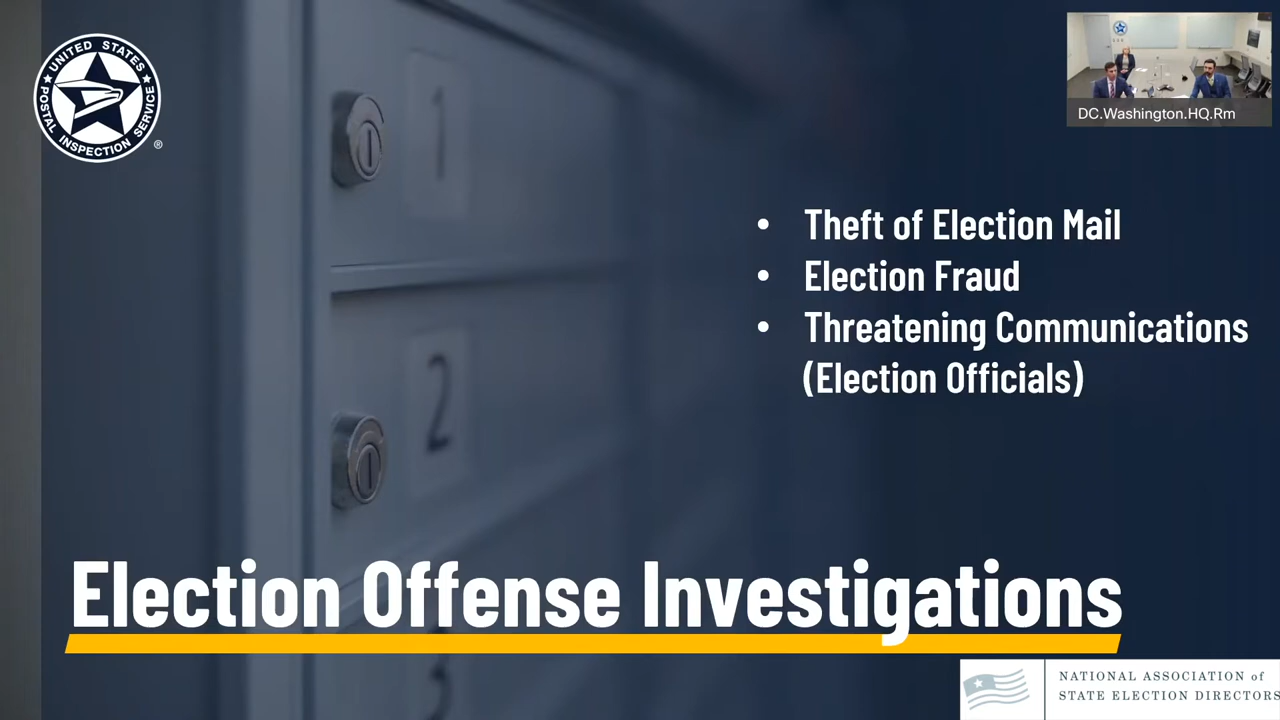 UNITED STATES
POSTAL INSPECTION SERVICE
®
DC.Washington.HQ.Rm
1
2
• Theft of Election Mail
• Election Fraud
• Threatening Communications
(Election Officials)
Election Offense Investigations
NATIONAL ASSOCIATION of
STATE ELECTION DIRECTORS